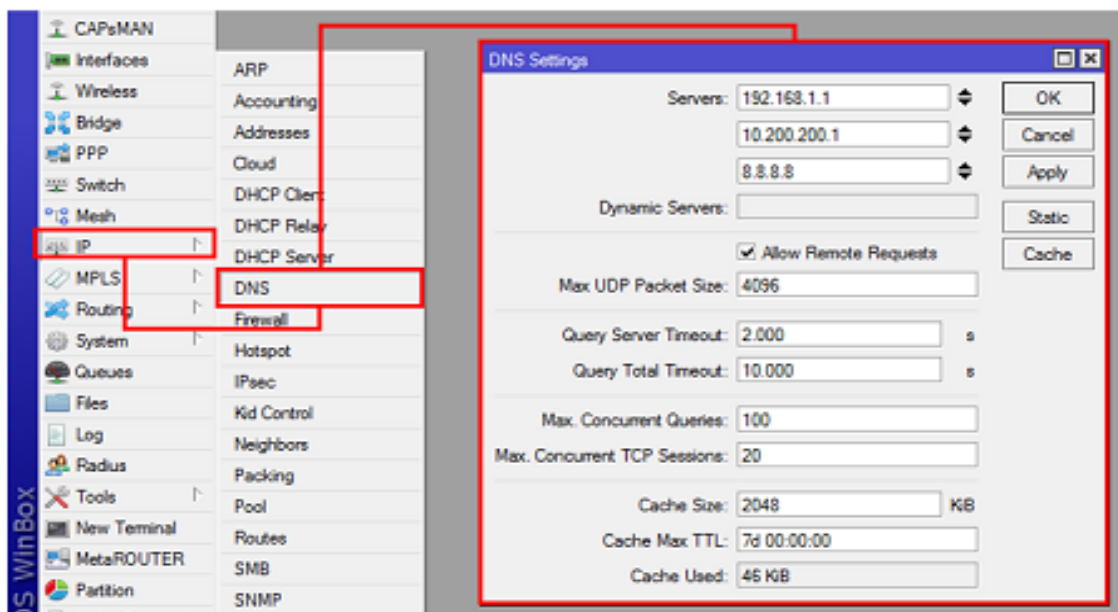 CAPsMAN
Interfaces
Wireless
Bridge
PPP
Switch
Mesh
IP
MPLS
Routing
System
Queues
Files
Log
Radius
Tools
New Terminal
MetaROUTER
Partition
OS WinBox
ARP
Accounting
Addresses
Cloud
DHCP Client
DHCP Relay
DHCP Server
DNS
Firewall
Hotspot
IPsec
Kid Control
Neighbors
Packing
Pool
Routes
SMB
SNMP
DNS Settings
Servers: 192.168.1.1
10.200.200.1
8.8.8.8
Dynamic Servers:
Allow Remote Requests
Max UDP Packet Size: 4096
Query Server Timeout: 2.000 s
Query Total Timeout: 10.000 s
Max. Concurrent Queries: 100
Max. Concurrent TCP Sessions: 20
Cache Size: 2048 KiB
Cache Max TTL: 7d 00:00:00
Cache Used: 46 KiB
OK
Cancel
Apply
Static
Cache